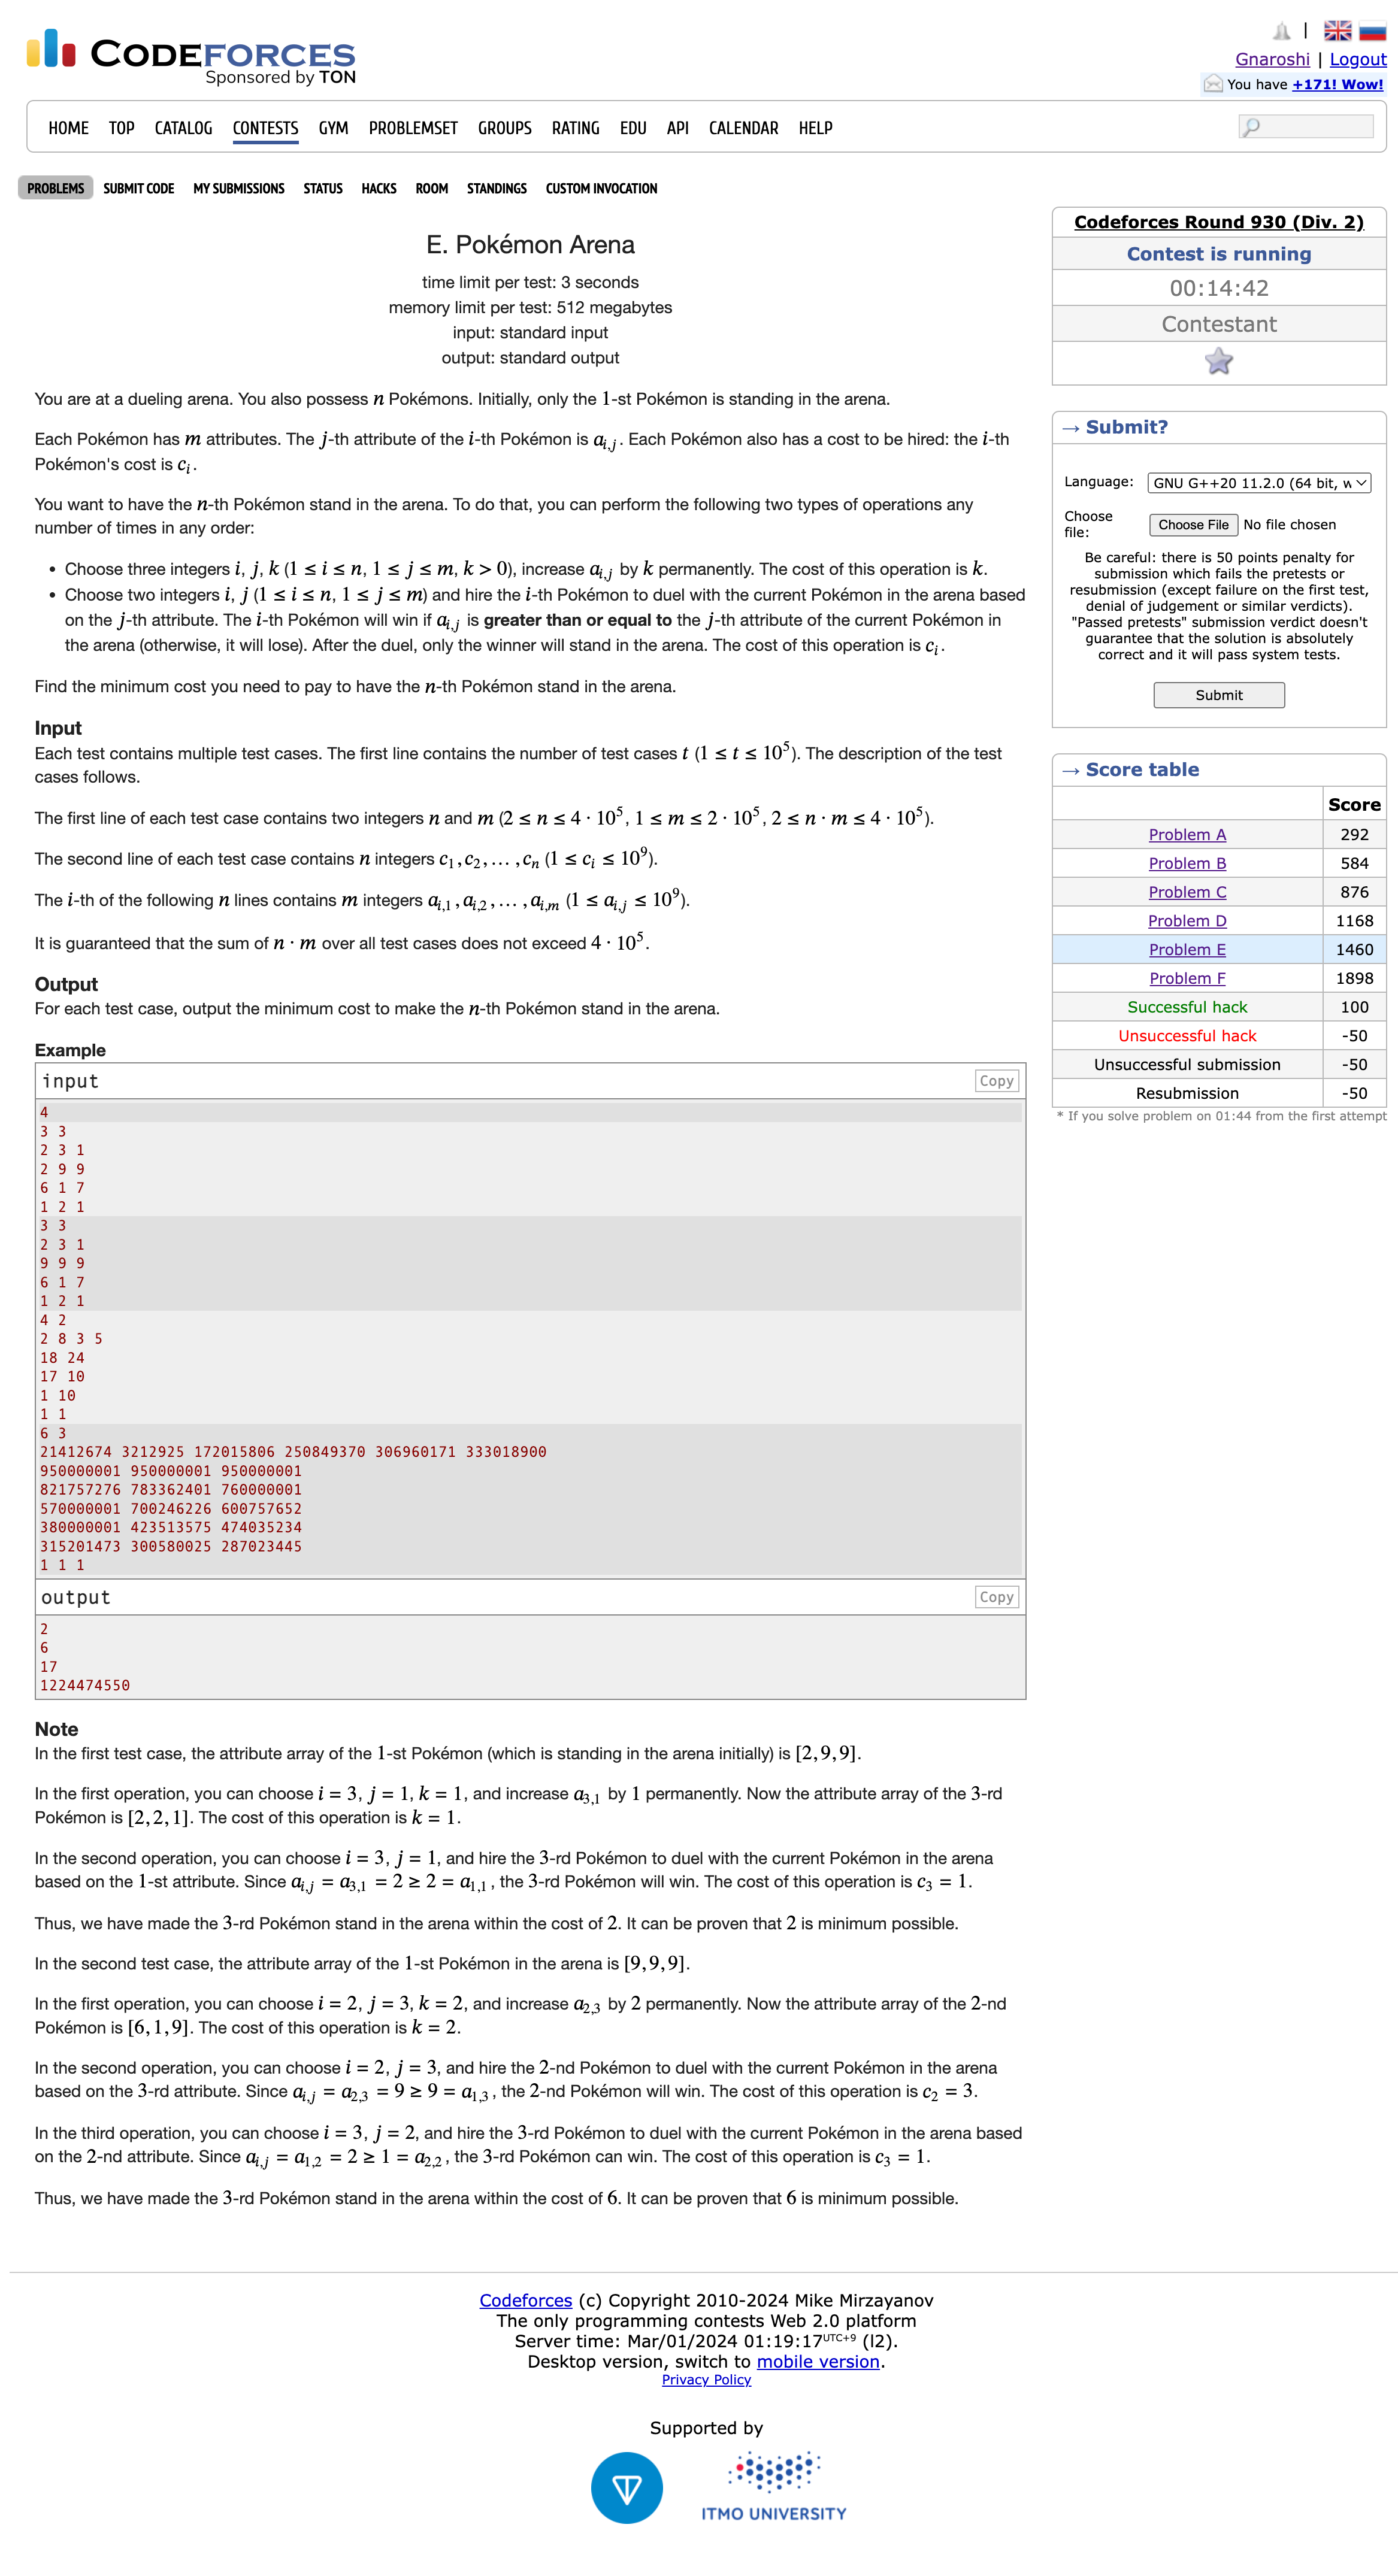 CODEFORCES
Sponsored by TON
|
Gnaroshi | Logout
You have +171! Wow!
HOME TOP CATALOG CONTESTS GYM PROBLEMSET GROUPS RATING EDU API CALENDAR HELP
PROBLEMS SUBMIT CODE MY SUBMISSIONS STATUS HACKS ROOM STANDINGS CUSTOM INVOCATION
E. Pokémon Arena
time limit per test: 3 seconds
memory limit per test: 512 megabytes
input: standard input
output: standard output
You are at a dueling arena. You also possess n Pokémons. Initially, only the 1-st Pokémon is standing in the arena.
Each Pokémon has m attributes. The j-th attribute of the i-th Pokémon is a_{i,j}. Each Pokémon also has a cost to be hired: the i-th
Pokémon's cost is c_i.
You want to have the n-th Pokémon stand in the arena. To do that, you can perform the following two types of operations any
number of times in any order:
• Choose three integers i, j, k (1 ≤ i ≤ n, 1 ≤ j ≤ m, k > 0), increase a_{i,j} by k permanently. The cost of this operation is k.
• Choose two integers i, j (1 ≤ i ≤ n, 1 ≤ j ≤ m) and hire the i-th Pokémon to duel with the current Pokémon in the arena based
on the j-th attribute. The i-th Pokémon will win if a_{i,j} is greater than or equal to the j-th attribute of the current Pokémon in
the arena (otherwise, it will lose). After the duel, only the winner will stand in the arena. The cost of this operation is c_i.
Find the minimum cost you need to pay to have the n-th Pokémon stand in the arena.
Input
Each test contains multiple test cases. The first line contains the number of test cases t (1 ≤ t ≤ 10^5). The description of the test
cases follows.
The first line of each test case contains two integers n and m (2 ≤ n ≤ 4 · 10^5, 1 ≤ m ≤ 2 · 10^5, 2 ≤ n · m ≤ 4 · 10^5).
The second line of each test case contains n integers c_1, c_2, …, c_n (1 ≤ c_i ≤ 10^9).
The i-th of the following n lines contains m integers a_{i,1}, a_{i,2}, …, a_{i,m} (1 ≤ a_{i,j} ≤ 10^9).
It is guaranteed that the sum of n · m over all test cases does not exceed 4 · 10^5.
Output
For each test case, output the minimum cost to make the n-th Pokémon stand in the arena.
Example
input
Copy
4
3 3
2 3 1
2 9 9
6 1 7
1 2 1
3 3
2 3 1
9 9 9
6 1 7
1 2 1
4 2
2 8 3 5
18 24
17 10
1 10
1 1
6 3
21412674 3212925 172015806 250849370 306960171 333018900
950000001 950000001 950000001
821757276 783362401 760000001
570000001 700246226 600757652
380000001 423513575 474035234
315201473 300580025 287023445
1 1 1
output
Copy
2
6
17
1224474550
Note
In the first test case, the attribute array of the 1-st Pokémon (which is standing in the arena initially) is [2, 9, 9].
In the first operation, you can choose i = 3, j = 1, k = 1, and increase a_{3,1} by 1 permanently. Now the attribute array of the 3-rd
Pokémon is [2, 2, 1]. The cost of this operation is k = 1.
In the second operation, you can choose i = 3, j = 1, and hire the 3-rd Pokémon to duel with the current Pokémon in the arena
based on the 1-st attribute. Since a_{i,j} = a_{3,1} = 2 ≥ 2 = a_{1,1}, the 3-rd Pokémon will win. The cost of this operation is c_3 = 1.
Thus, we have made the 3-rd Pokémon stand in the arena within the cost of 2. It can be proven that 2 is minimum possible.
In the second test case, the attribute array of the 1-st Pokémon in the arena is [9, 9, 9].
In the first operation, you can choose i = 2, j = 3, k = 2, and increase a_{2,3} by 2 permanently. Now the attribute array of the 2-nd
Pokémon is [6, 1, 9]. The cost of this operation is k = 2.
In the second operation, you can choose i = 2, j = 3, and hire the 2-nd Pokémon to duel with the current Pokémon in the arena
based on the 3-rd attribute. Since a_{i,j} = a_{2,3} = 9 ≥ 9 = a_{1,3}, the 2-nd Pokémon will win. The cost of this operation is c_2 = 3.
In the third operation, you can choose i = 3, j = 2, and hire the 3-rd Pokémon to duel with the current Pokémon in the arena based
on the 2-nd attribute. Since a_{i,j} = a_{1,2} = 2 ≥ 1 = a_{2,2}, the 3-rd Pokémon can win. The cost of this operation is c_3 = 1.
Thus, we have made the 3-rd Pokémon stand in the arena within the cost of 6. It can be proven that 6 is minimum possible.
Codeforces Round 930 (Div. 2)
Contest is running
00:14:42
Contestant
→ Submit?
Language: GNU G++20 11.2.0 (64 bit, w
Choose
file:
Choose File No file chosen
Be careful: there is 50 points penalty for
submission which fails the pretests or
resubmission (except failure on the first test,
denial of judgement or similar verdicts).
"Passed pretests" submission verdict doesn't
guarantee that the solution is absolutely
correct and it will pass system tests.
Submit
→ Score table
Score
Problem A 292
Problem B 584
Problem C 876
Problem D 1168
Problem E 1460
Problem F 1898
Successful hack 100
Unsuccessful hack -50
Unsuccessful submission -50
Resubmission -50
* If you solve problem on 01:44 from the first attempt
Codeforces (c) Copyright 2010-2024 Mike Mirzayanov
The only programming contests Web 2.0 platform
Server time: Mar/01/2024 01:19:17 UTC+9 (l2).
Desktop version, switch to mobile version.
Privacy Policy
Supported by
ITMO UNIVERSITY